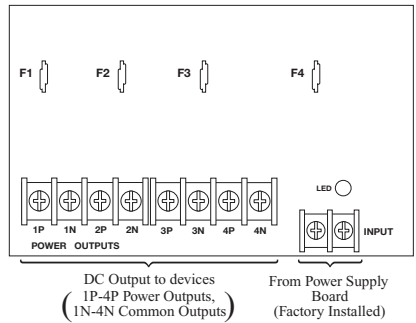 F1 F2 F3 F4
LED
1P 1N 2P 2N 3P 3N 4P 4N
INPUT
POWER OUTPUTS
DC Output to devices
(1P-4P Power Outputs,
1N-4N Common Outputs)
From Power Supply
Board
(Factory Installed)